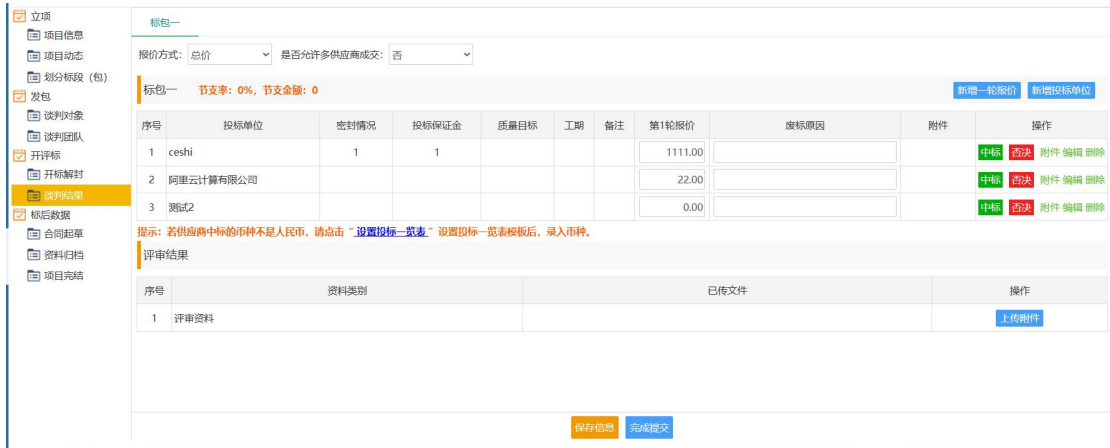 立项
项目信息
项目动态
划分标段（包）
发包
谈判对象
谈判团队
开评标
开标解封
谈判结果
标后数据
合同起草
资料归档
项目完结
标包一
报价方式： 总价 是否允许多供应商成交： 否
标包一 节支率：0%，节支金额：0 新增一轮报价 新增投标单位
序号 投标单位 密封情况 投标保证金 质量目标 工期 备注 第1轮报价 废标原因 附件 操作
1 ceshi 1 1 1111.00 中标 否决 附件 编辑 删除
2 阿里云计算有限公司 22.00 中标 否决 附件 编辑 删除
3 测试2 0.00 中标 否决 附件 编辑 删除
提示：若供应商中标的币种不是人民币，请点击“ 设置投标一览表 ”设置投标一览表模板后，录入币种。
评审结果
序号 资料类别 已传文件 操作
1 评审资料 上传附件
保存信息 完成提交